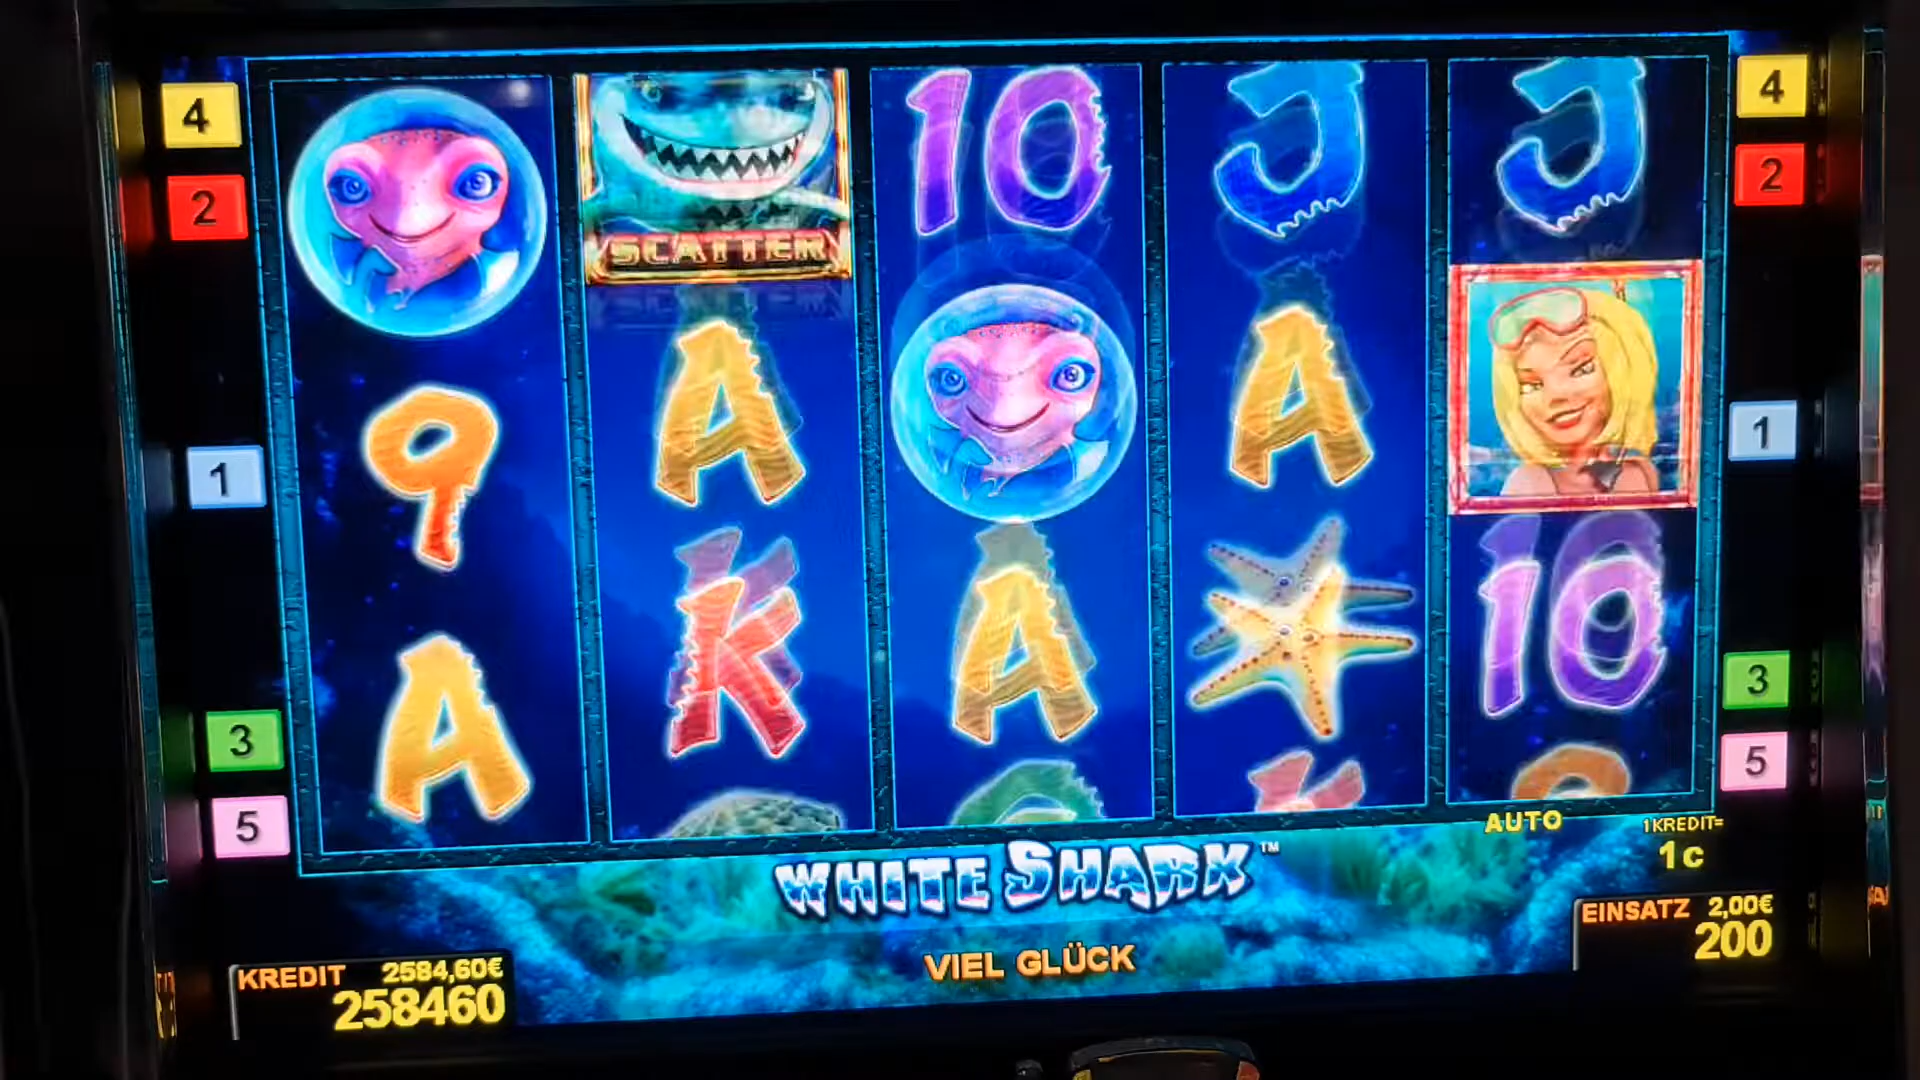 4 10 J J 4
2 SCATTER 2
1 9 A A 1
3 A K A 10 3
5 5
AUTO 1KREDIT=
1c
WHITE SHARK™
EINSATZ 2,00€
200
VIEL GLÜCK
KREDIT 2584,60€
258460